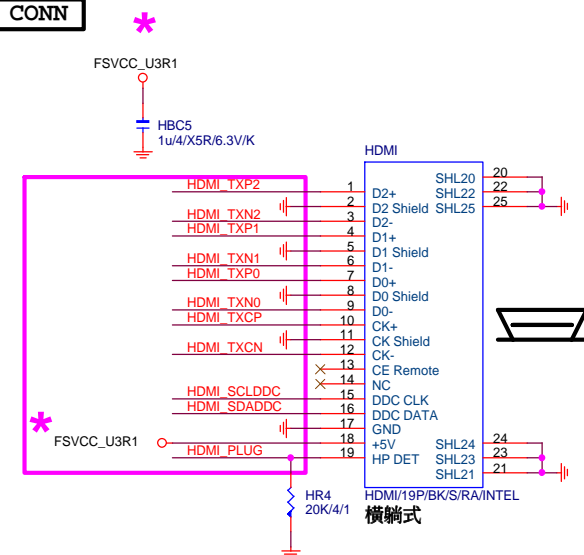 CONN
*
FSVCC_U3R1
HBC5
1u/4/X5R/6.3V/K
HDMI
HDMI_TXP2 1 D2+ SHL20 20
2 D2 Shield SHL22 22
HDMI_TXN2 3 D2- SHL25 25
HDMI_TXP1 4 D1+
5 D1 Shield
HDMI_TXN1 6 D1-
HDMI_TXP0 7 D0+
8 D0 Shield
HDMI_TXN0 9 D0-
HDMI_TXCP 10 CK+
11 CK Shield
HDMI_TXCN 12 CK-
13 CE Remote
14 NC
HDMI_SCLDDC 15 DDC CLK
HDMI_SDADDC 16 DDC DATA
17 GND
* FSVCC_U3R1 18 +5V SHL24 24
HDMI_PLUG 19 HP DET SHL23 23
SHL21 21
HR4
20K/4/1
HDMI/19P/BK/S/RA/INTEL
橫躺式